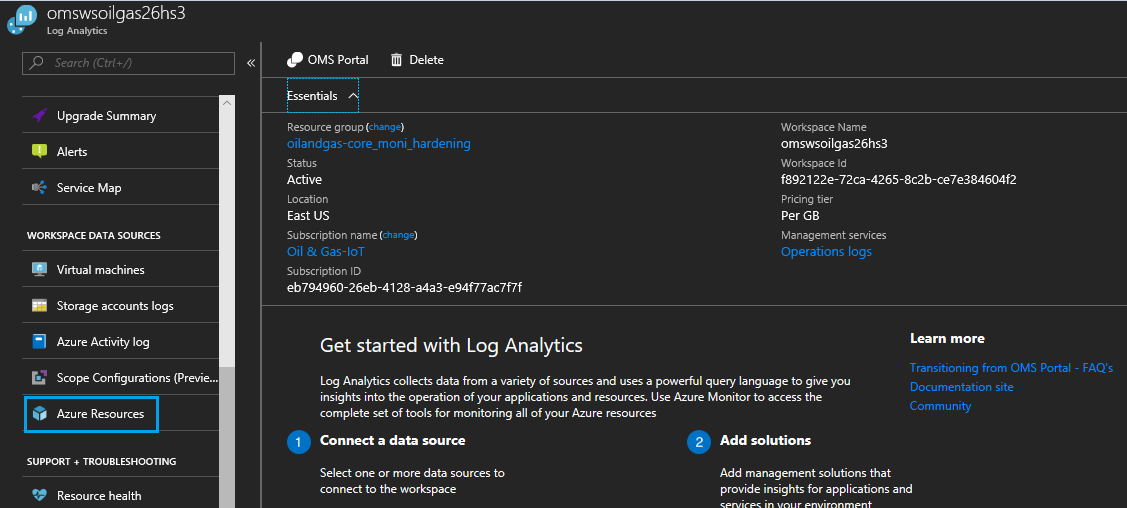 omswsoilgas26hs3
Log Analytics
Search (Ctrl+/)
«
Upgrade Summary
Alerts
Service Map
WORKSPACE DATA SOURCES
Virtual machines
Storage accounts logs
Azure Activity log
Scope Configurations (Previe...
Azure Resources
SUPPORT + TROUBLESHOOTING
Resource health
OMS Portal
Delete
Essentials
Resource group (change)
oilandgas-core_moni_hardening
Status
Active
Location
East US
Subscription name (change)
Oil & Gas-IoT
Subscription ID
eb794960-26eb-4128-a4a3-e94f77ac7f7f
Workspace Name
omswsoilgas26hs3
Workspace Id
f892122e-72ca-4265-8c2b-ce7e384604f2
Pricing tier
Per GB
Management services
Operations logs
Get started with Log Analytics
Log Analytics collects data from a variety of sources and uses a powerful query language to give you
insights into the operation of your applications and resources. Use Azure Monitor to access the
complete set of tools for monitoring all of your Azure resources
1 Connect a data source
Select one or more data sources to
connect to the workspace
2 Add solutions
Add management solutions that
provide insights for applications and
services in your environment
Learn more
Transitioning from OMS Portal - FAQ's
Documentation site
Community